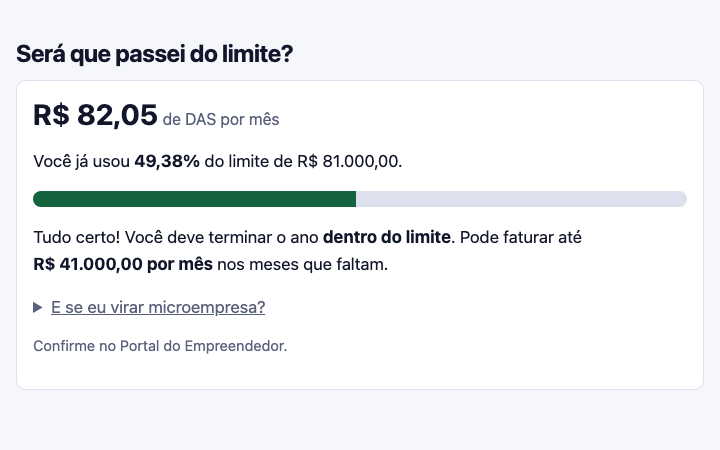 Será que passei do limite?
R$ 82,05 de DAS por mês
Você já usou 49,38% do limite de R$ 81.000,00.
Tudo certo! Você deve terminar o ano dentro do limite. Pode faturar até
R$ 41.000,00 por mês nos meses que faltam.
E se eu virar microempresa?
Confirme no Portal do Empreendedor.